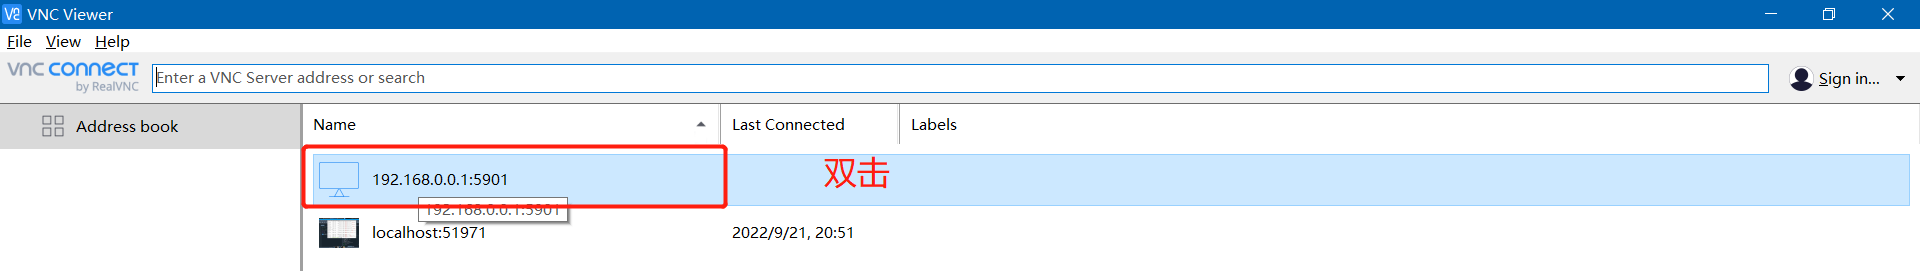 VNC Viewer
File View Help
vnc connect
by RealVNC
Enter a VNC Server address or search
Sign in...
Address book
Name
Last Connected
Labels
192.168.0.0.1:5901
双击
192.168.0.0.1:5901
localhost:51971
2022/9/21, 20:51